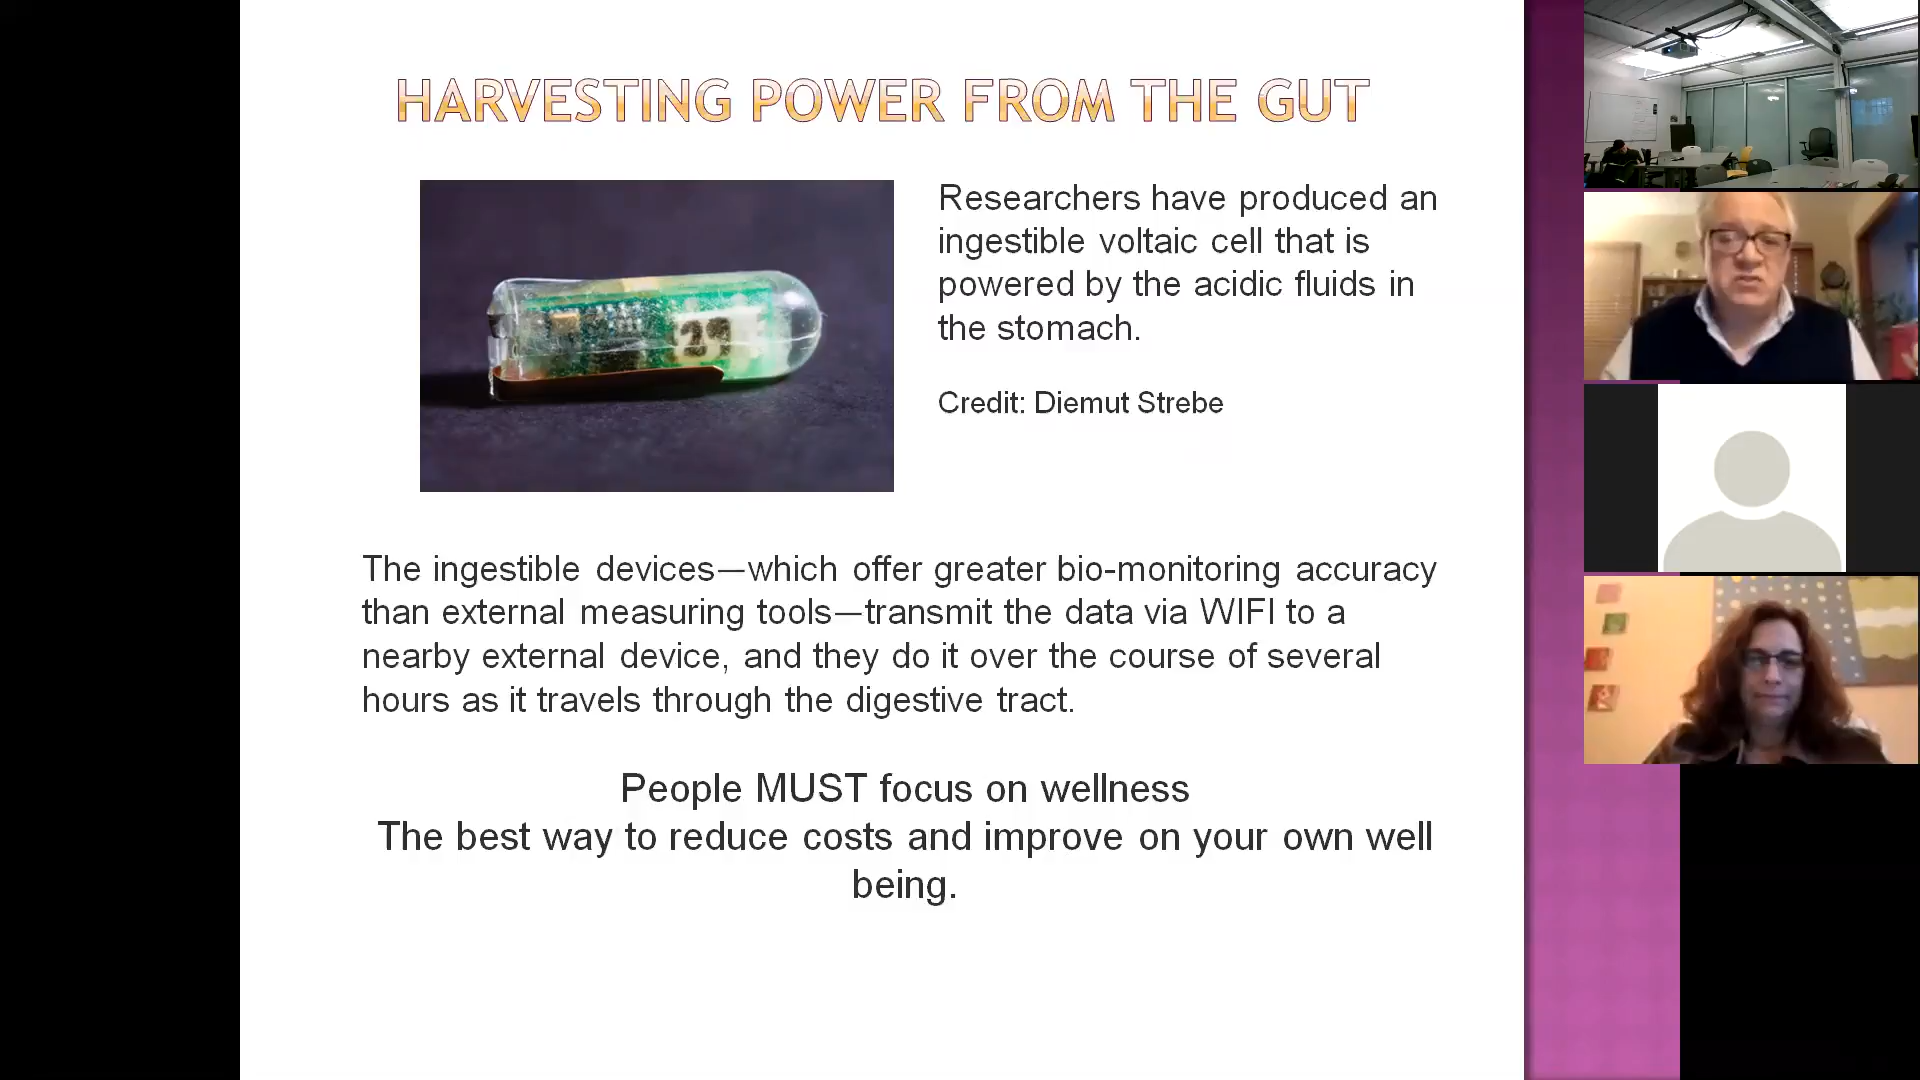 HARVESTING POWER FROM THE GUT
Researchers have produced an
ingestible voltaic cell that is
powered by the acidic fluids in
the stomach.
Credit: Diemut Strebe
29
The ingestible devices—which offer greater bio-monitoring accuracy
than external measuring tools—transmit the data via WIFI to a
nearby external device, and they do it over the course of several
hours as it travels through the digestive tract.
People MUST focus on wellness
The best way to reduce costs and improve on your own well
being.